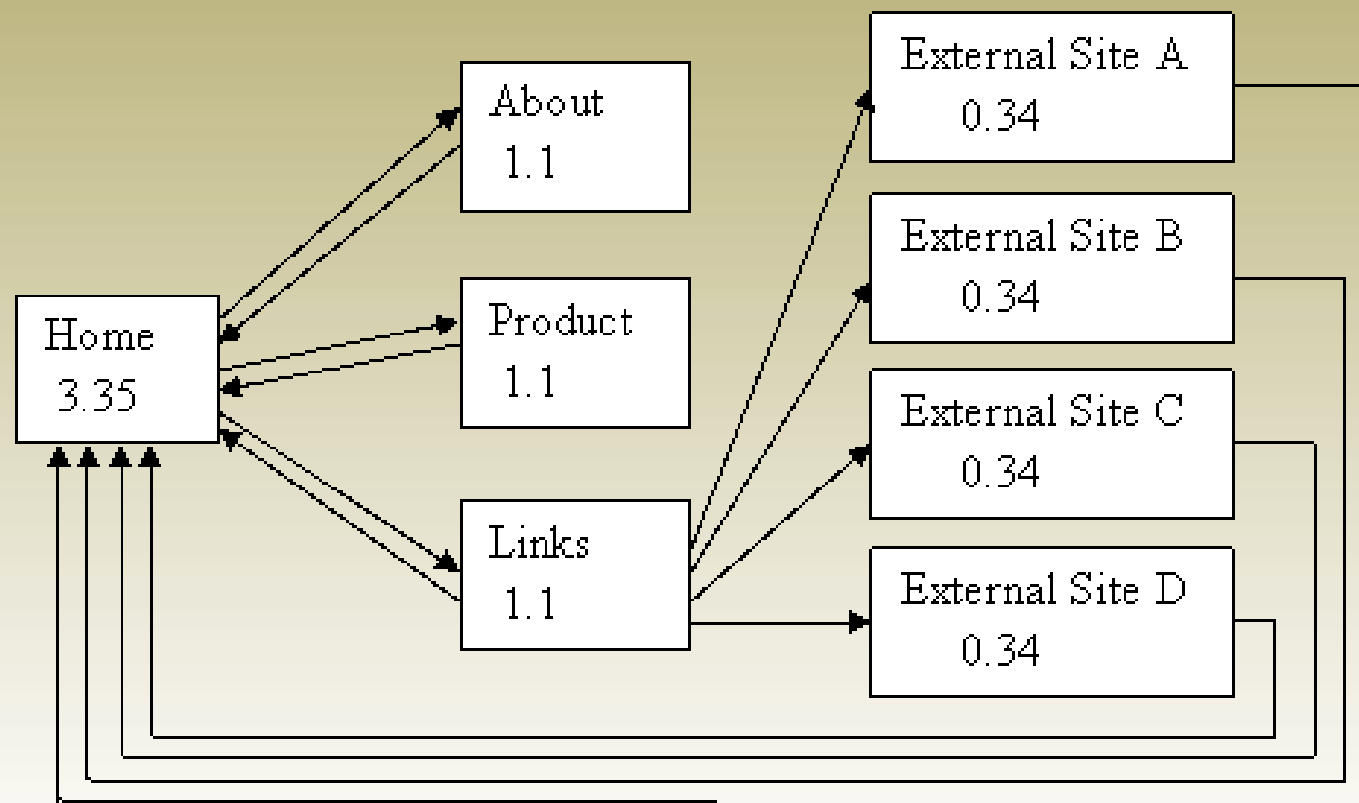 Home
3.35
About
1.1
Product
1.1
Links
1.1
External Site A
0.34
External Site B
0.34
External Site C
0.34
External Site D
0.34